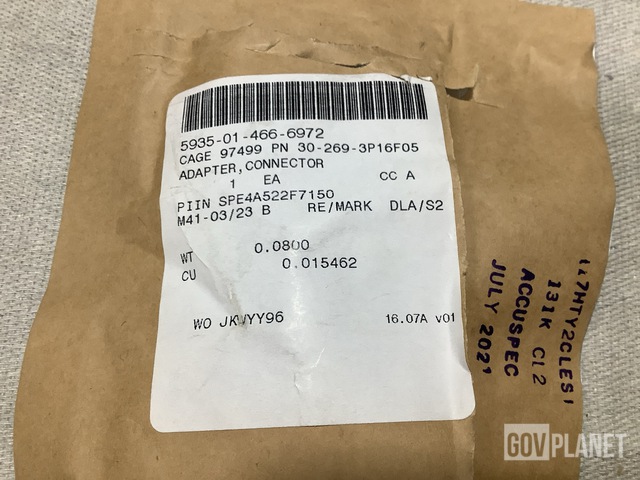 5935-01-466-6972
CAGE 97499 PN 30-269-3P16F05
ADAPTER,CONNECTOR
1 EA CC A
PIIN SPE4A522F7150
M41-03/23 B RE/MARK DLA/S2
WT 0.0800
CU 0.015462
WO 16.07A V01
131K CL2
ACCUSPEC
JULY 2021
GOVPLANET